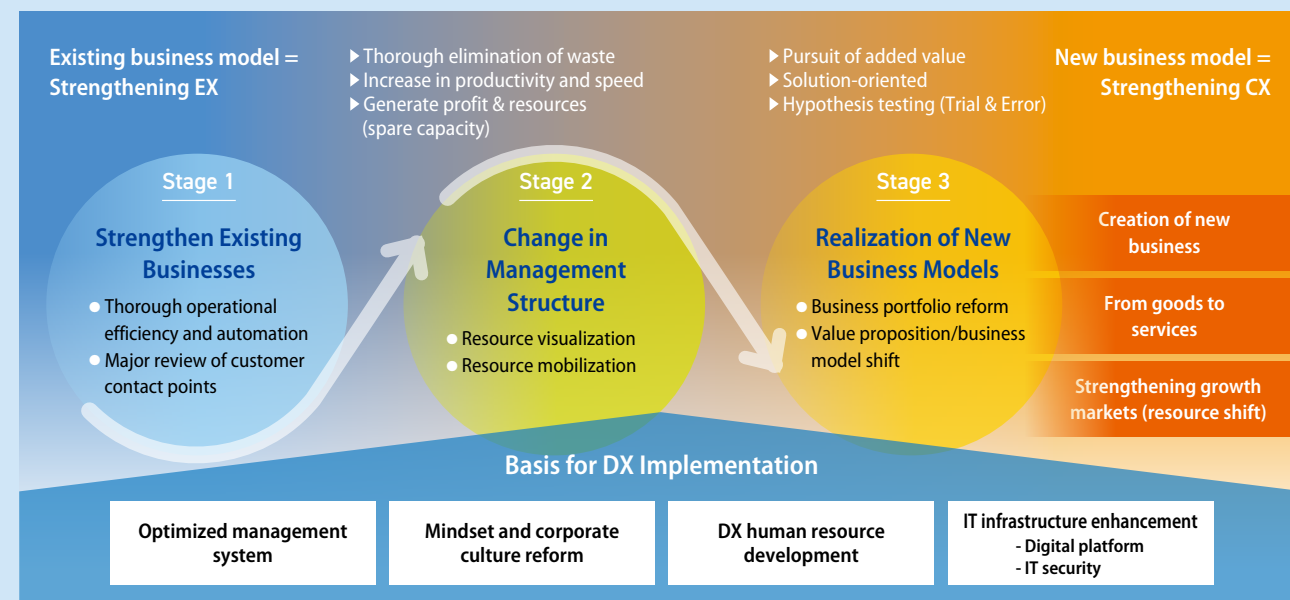 Existing business model =
Strengthening EX
▶ Thorough elimination of waste
▶ Increase in productivity and speed
▶ Generate profit & resources
(spare capacity)
▶ Pursuit of added value
▶ Solution-oriented
▶ Hypothesis testing (Trial & Error)
New business model =
Strengthening CX
Stage 1
Strengthen Existing
Businesses
● Thorough operational
efficiency and automation
● Major review of customer
contact points
Stage 2
Change in
Management
Structure
● Resource visualization
● Resource mobilization
Stage 3
Realization of New
Business Models
● Business portfolio reform
● Value proposition/business
model shift
Creation of new
business
From goods to
services
Strengthening growth
markets (resource shift)
Basis for DX Implementation
Optimized management
system
Mindset and corporate
culture reform
DX human resource
development
IT infrastructure enhancement
- Digital platform
- IT security